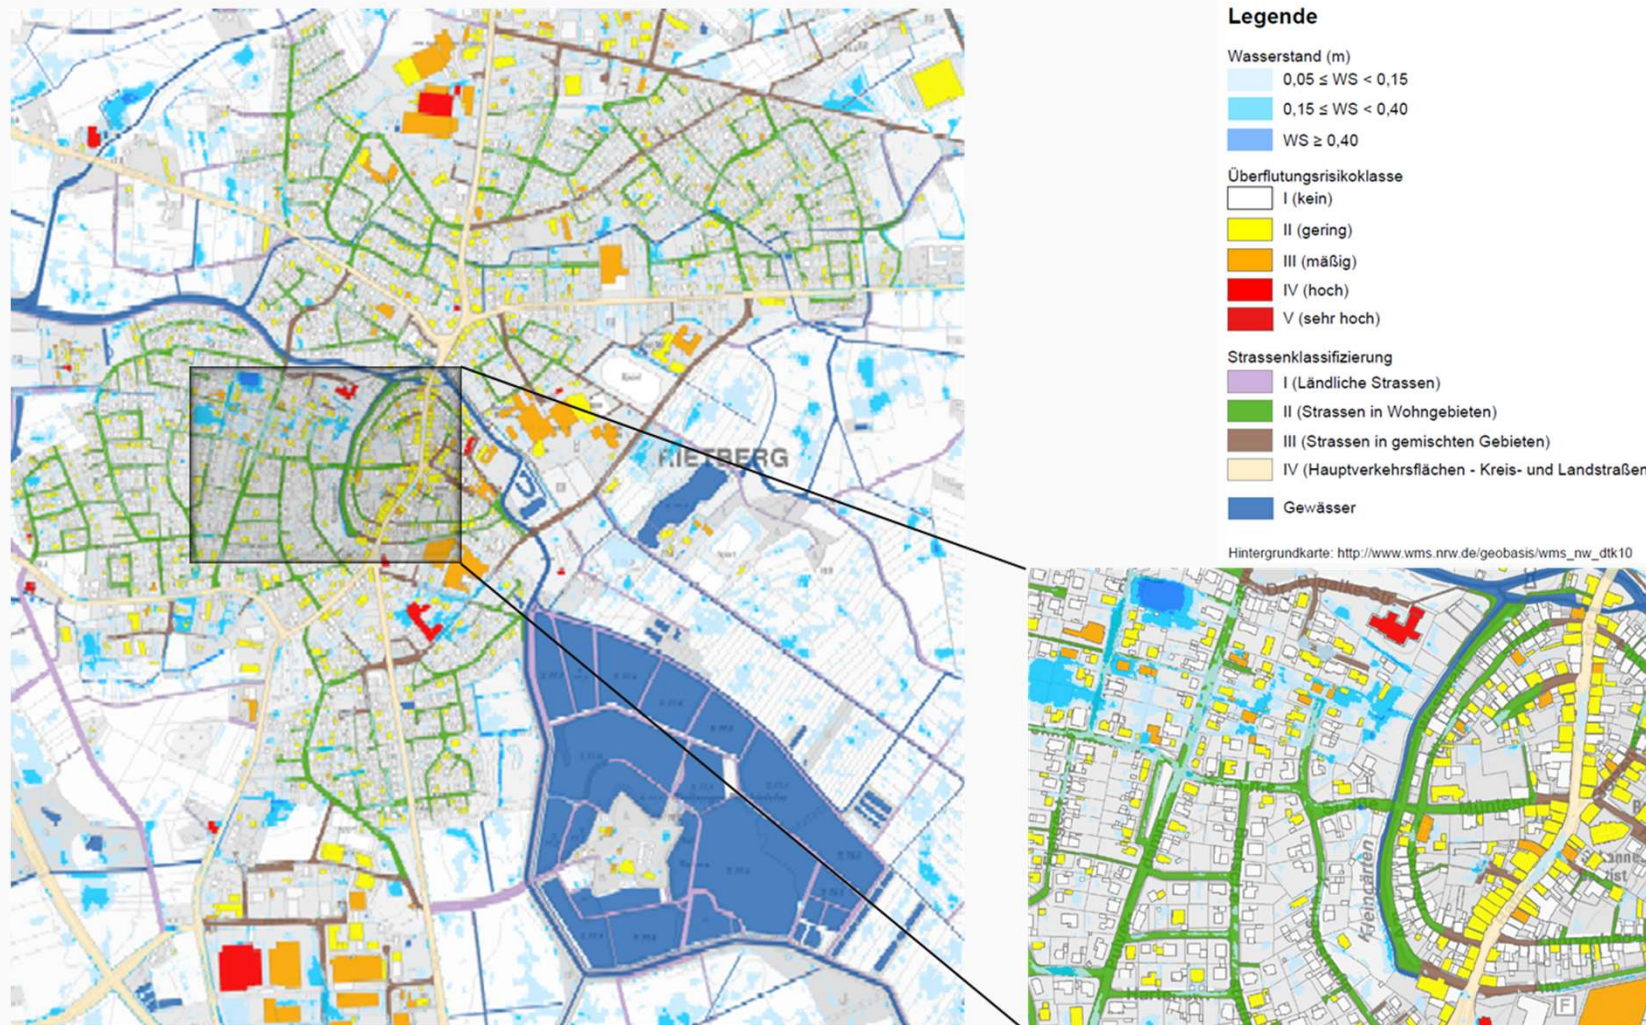 Legende
Wasserstand (m)
0,05 ≤ WS < 0,15
0,15 ≤ WS < 0,40
WS ≥ 0,40
Überflutungsrisikoklasse
I (kein)
II (gering)
III (mäßig)
IV (hoch)
V (sehr hoch)
Strassenklassifizierung
I (Ländliche Strassen)
II (Strassen in Wohngebieten)
III (Strassen in gemischten Gebieten)
IV (Hauptverkehrsflächen - Kreis- und Landstraßen
Gewässer
Hintergrundkarte: http://www.wms.nrw.de/geobasis/wms_nw_dtk10
RIETBERG
Kleingärten
F